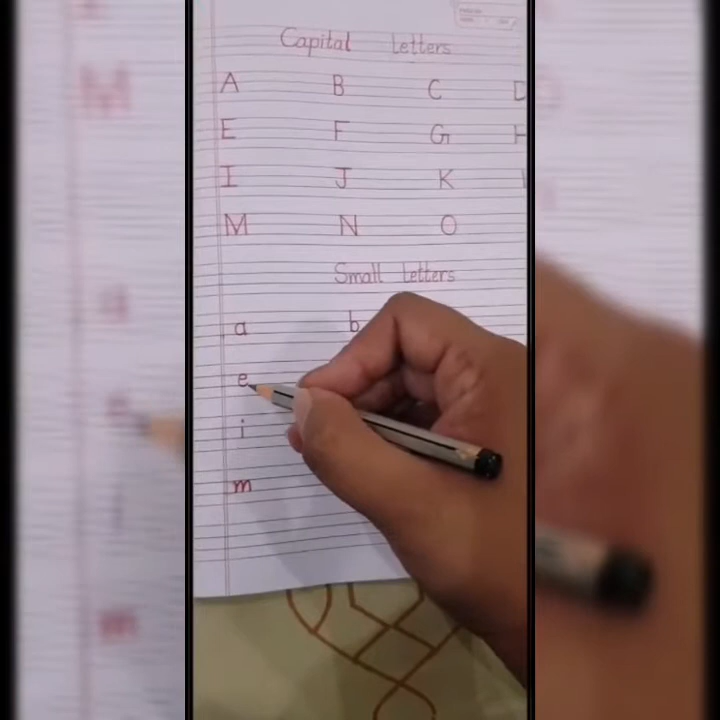 Capital Letters
A B C D
E F G H
I J K
M N O
Small Letters
a b
e
i
m